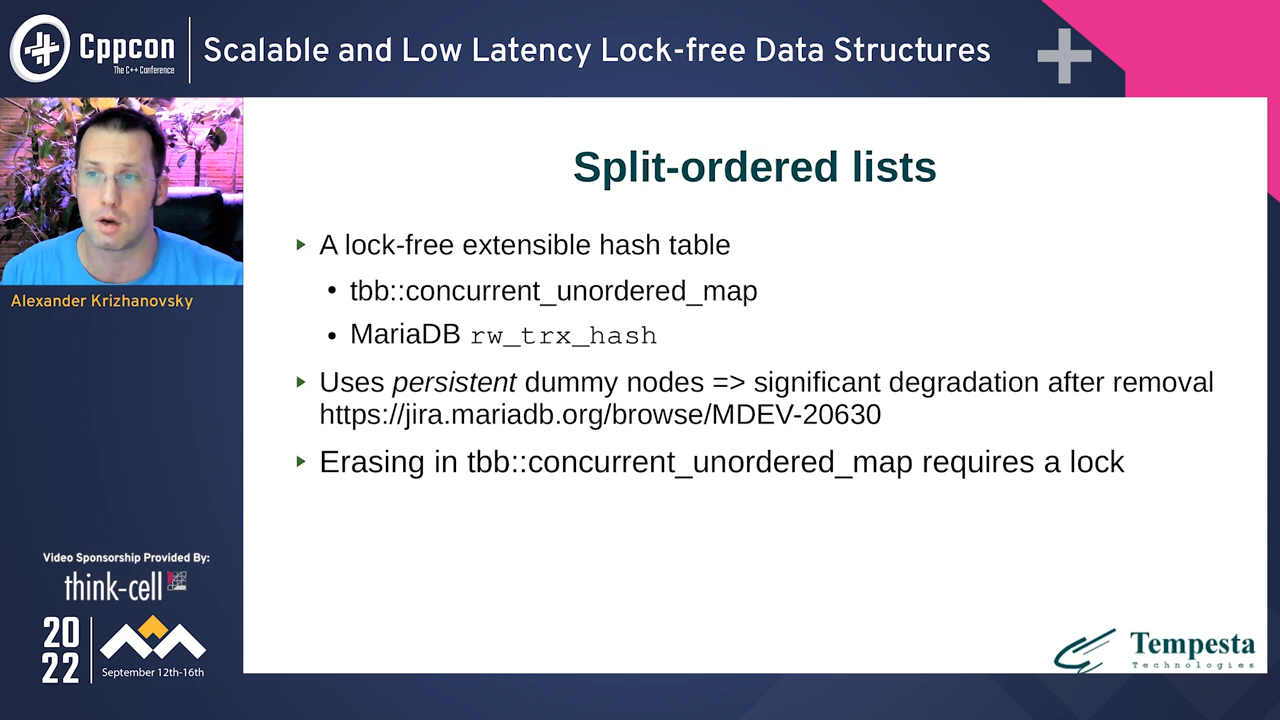 Cppcon
The C++ Conference
Scalable and Low Latency Lock-free Data Structures
Alexander Krizhanovsky
Split-ordered lists
A lock-free extensible hash table
tbb::concurrent_unordered_map
MariaDB rw_trx_hash
Uses persistent dummy nodes => significant degradation after removal
https://jira.mariadb.org/browse/MDEV-20630
Erasing in tbb::concurrent_unordered_map requires a lock
Video Sponsorship Provided By:
think-cell
20
22
September 12th-16th
Tempesta
Technologies